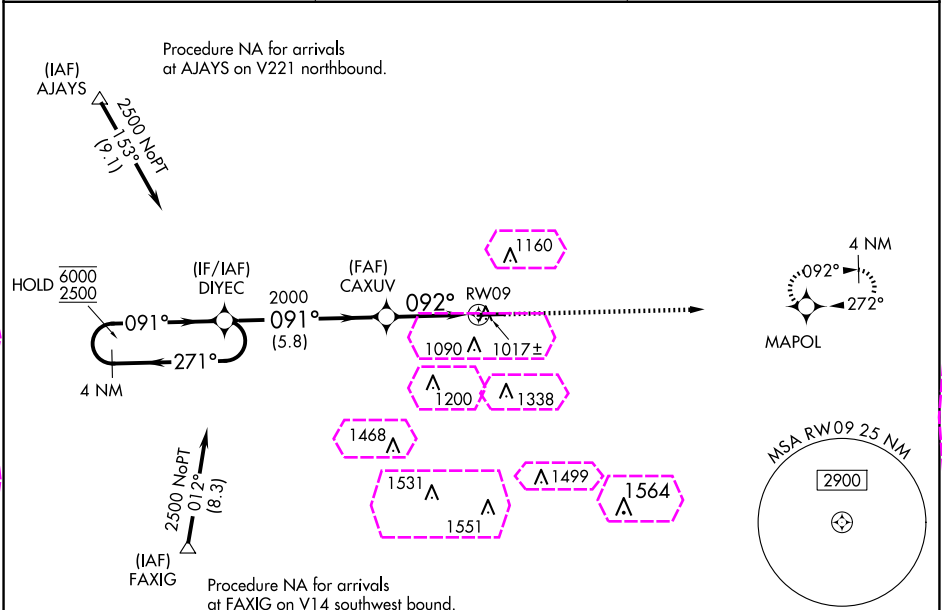 Procedure NA for arrivals
at AJAYS on V221 northbound.
(IAF)
AJAYS
2500 NoPT
153°
(9.1)
1160
4 NM
092°
272°
MAPOL
HOLD
6000
2500
(IF/IAF)
DIYEC
2000
091°
(5.8)
(FAF)
CAXUV
092°
RW09
091°
271°
4 NM
1090
1017±
1200
1338
1468
1531
1551
1499
1564
MSA RW09 25 NM
2900
2500 NoPT
012°
(8.3)
(IAF)
FAXIG
Procedure NA for arrivals
at FAXIG on V14 southwest bound.